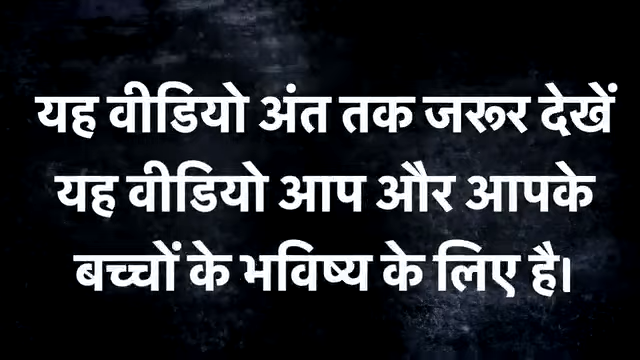 यह वीडियो अंत तक जरूर देखें
यह वीडियो आप और आपके
बच्चों के भविष्य के लिए है।